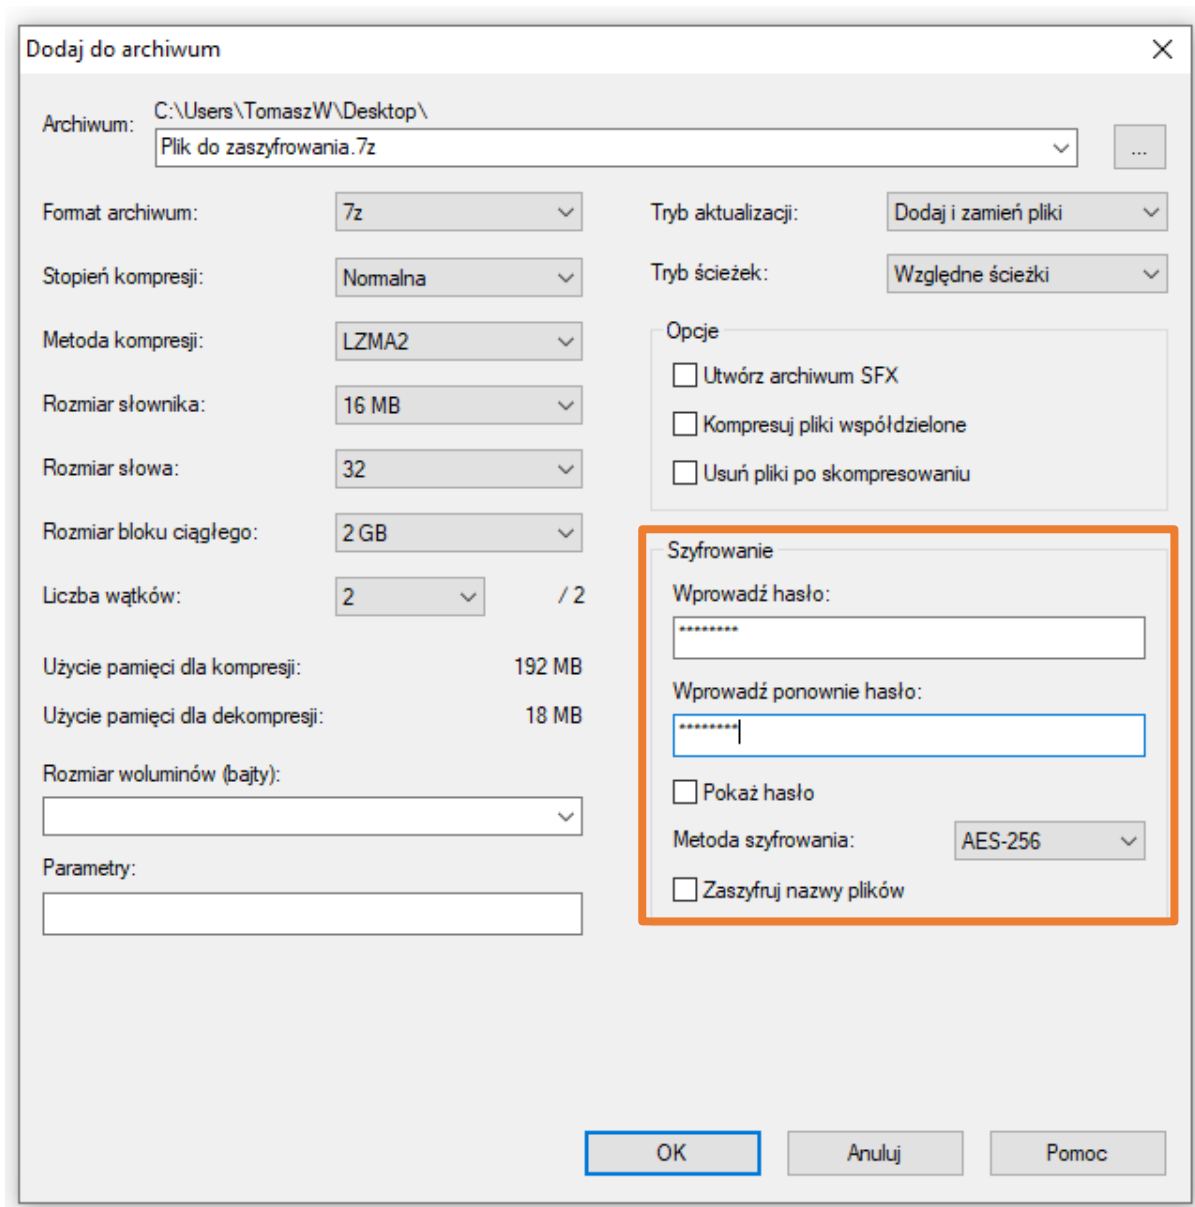 Dodaj do archiwum
C:\Users\TomaszW\Desktop\
Archiwum:
Plik do zaszyfrowania.7z
...
Format archiwum: 7z
Stopień kompresji: Normalna
Metoda kompresji: LZMA2
Rozmiar słownika: 16 MB
Rozmiar słowa: 32
Rozmiar bloku ciągłego: 2 GB
Liczba wątków: 2 / 2
Użycie pamięci dla kompresji: 192 MB
Użycie pamięci dla dekompresji: 18 MB
Rozmiar woluminów (bajty):
Parametry:
Tryb aktualizacji: Dodaj i zamień pliki
Tryb ścieżek: Względne ścieżki
Opcje
Utwórz archiwum SFX
Kompresuj pliki współdzielone
Usuń pliki po skompresowaniu
Szyfrowanie
Wprowadź hasło:
********
Wprowadź ponownie hasło:
********
Pokaż hasło
Metoda szyfrowania: AES-256
Zaszyfruj nazwy plików
OK Anuluj Pomoc